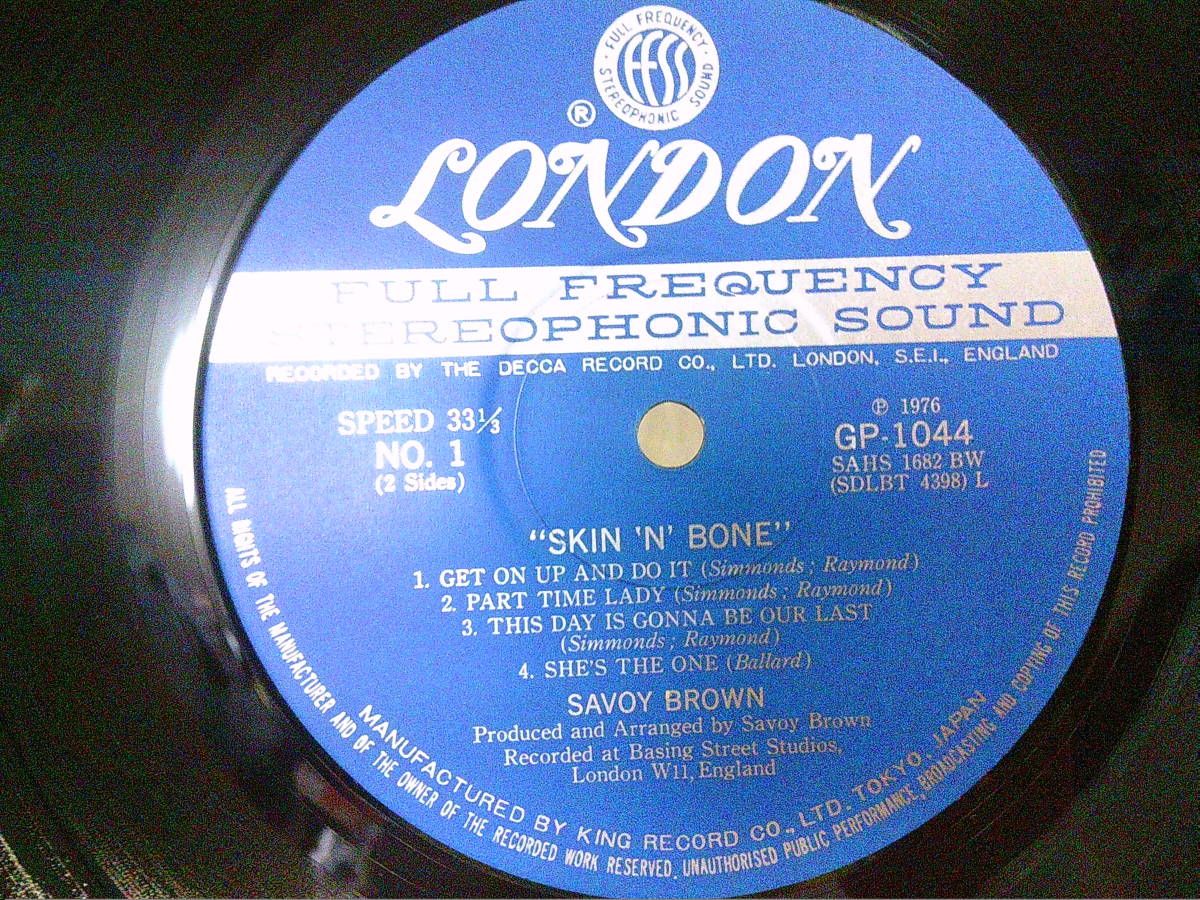 FULL FREQUENCY
FFSS
STEREOPHONIC SOUND
®
LONDON
FULL FREQUENCY
STEREOPHONIC SOUND
RECORDED BY THE DECCA RECORD CO., LTD. LONDON, S.E.I., ENGLAND
SPEED 33⅓
NO. 1
(2 Sides)
℗ 1976
GP-1044
SAHS 1682 BW
(SDLBT 4398) L
“SKIN 'N' BONE”
1. GET ON UP AND DO IT (Simmonds ; Raymond)
2. PART TIME LADY (Simmonds ; Raymond)
3. THIS DAY IS GONNA BE OUR LAST
(Simmonds ; Raymond)
4. SHE'S THE ONE (Ballard)
SAVOY BROWN
Produced and Arranged by Savoy Brown
Recorded at Basing Street Studios,
London W11, England
MANUFACTURED BY KING RECORD CO., LTD. TOKYO, JAPAN
ALL RIGITS OF THE MANUFACTURER AND OF THE OWNER OF THE RECORDED WORK RESERVED. UNAUTHORISED PUBLIC PERFORMANCE, BROADCASTING AND COPYING OF THIS RECORD PROHIBITED